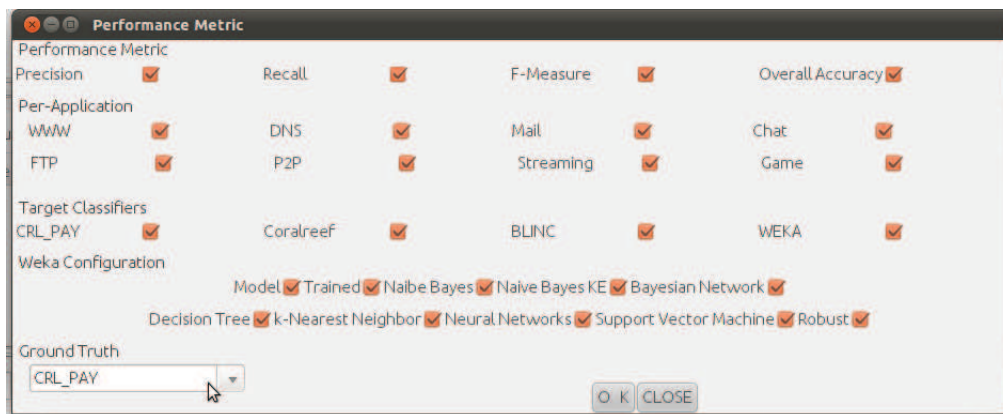 Performance Metric
Performance Metric
Precision Recall F-Measure Overall Accuracy
Per-Application
WWW DNS Mail Chat
FTP P2P Streaming Game
Target Classifiers
CRL_PAY Coralreef BLINC WEKA
Weka Configuration
Model Trained Naibe Bayes Naive Bayes KE Bayesian Network
Decision Tree k-Nearest Neighbor Neural Networks Support Vector Machine Robust
Ground Truth
CRL_PAY
O K CLOSE